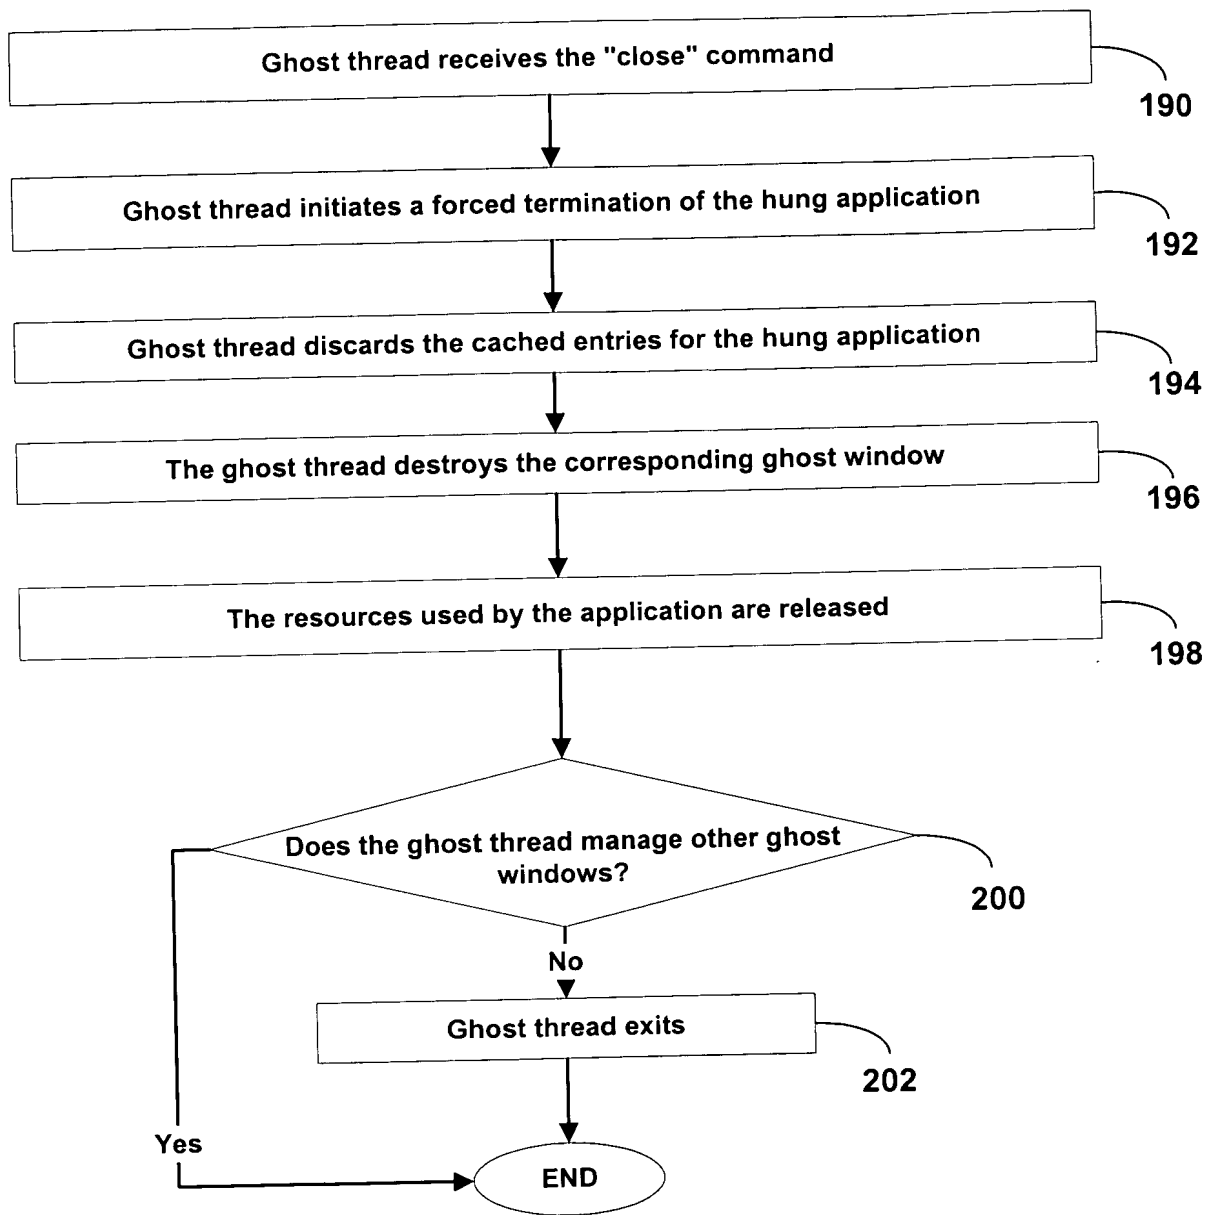 Ghost thread receives the "close" command
190
Ghost thread initiates a forced termination of the hung application
192
Ghost thread discards the cached entries for the hung application
194
The ghost thread destroys the corresponding ghost window
196
The resources used by the application are released
198
Does the ghost thread manage other ghost
windows?
200
No
Ghost thread exits
202
Yes
END